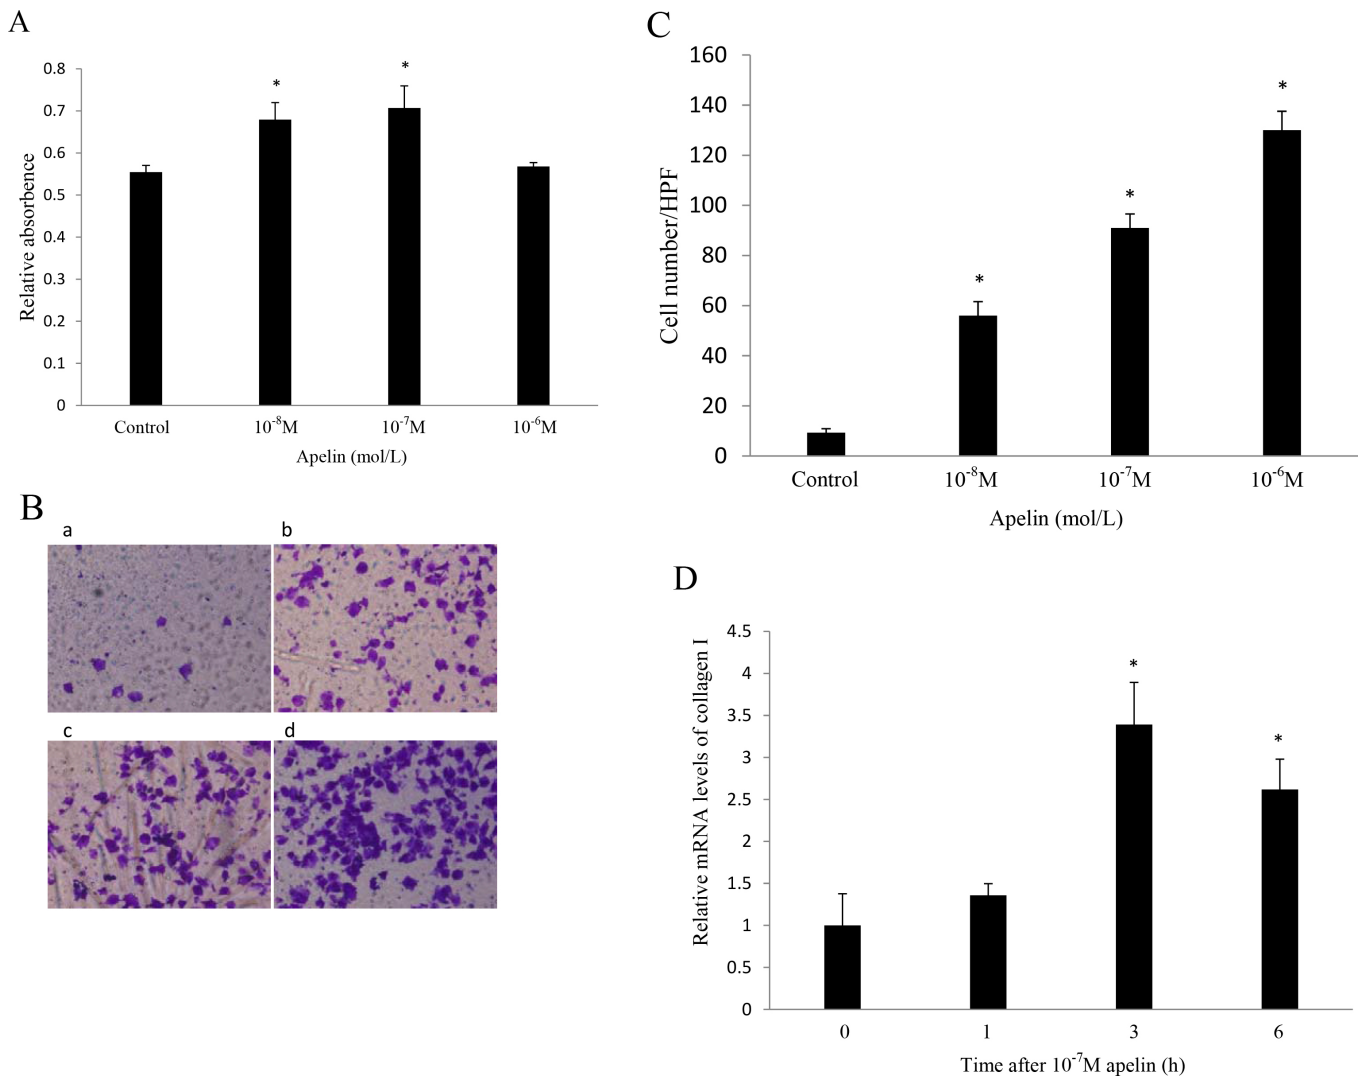 A
0.8
0.7
0.6
0.5
0.4
0.3
0.2
0.1
0
Relative absorbence
* *
Control 10⁻⁸M 10⁻⁷M 10⁻⁶M
Apelin (mol/L)
B
a b
c d
C
160
140
120
100
80
60
40
20
0
Cell number/HPF
* * *
Control 10⁻⁸M 10⁻⁷M 10⁻⁶M
Apelin (mol/L)
D
4.5
4
3.5
3
2.5
2
1.5
1
0.5
0
Relative mRNA levels of collagen I
* *
0 1 3 6
Time after 10⁻⁷M apelin (h)